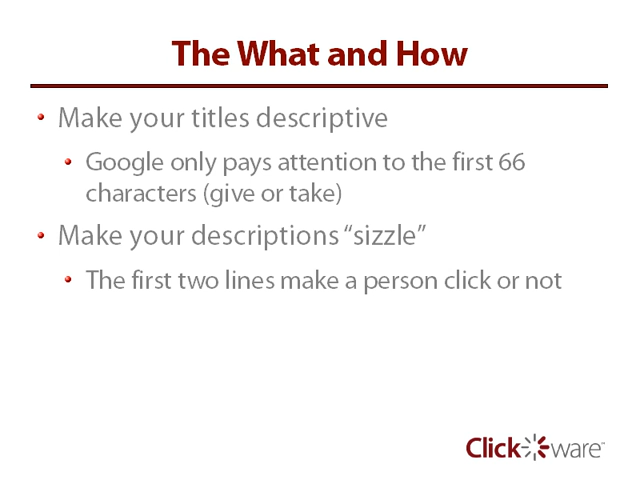 The What and How
• Make your titles descriptive
• Google only pays attention to the first 66
characters (give or take)
• Make your descriptions “sizzle”
• The first two lines make a person click or not
Click ware™